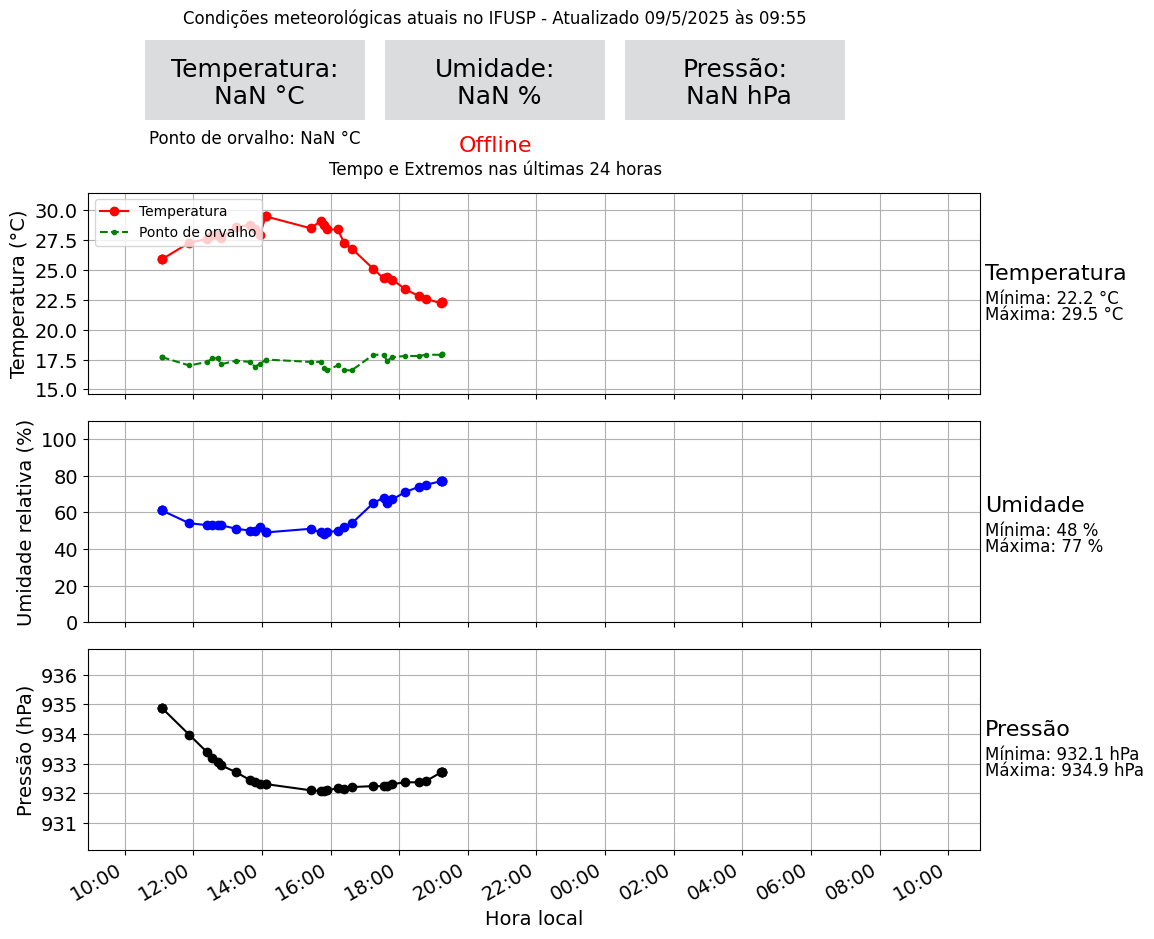 Condições meteorológicas atuais no IFUSP - Atualizado 09/5/2025 às 09:55
Temperatura:
NaN °C
Umidade:
NaN %
Pressão:
NaN hPa
Ponto de orvalho: NaN °C
Offline
Tempo e Extremos nas últimas 24 horas
Temperatura (°C)
30.0
27.5
25.0
22.5
20.0
17.5
15.0
Temperatura
Ponto de orvalho
Temperatura
Mínima: 22.2 °C
Máxima: 29.5 °C
Umidade relativa (%)
100
80
60
40
20
0
Umidade
Mínima: 48 %
Máxima: 77 %
Pressão (hPa)
936
935
934
933
932
931
Pressão
Mínima: 932.1 hPa
Máxima: 934.9 hPa
10:00
12:00
14:00
16:00
18:00
20:00
22:00
00:00
02:00
04:00
06:00
08:00
10:00
Hora local